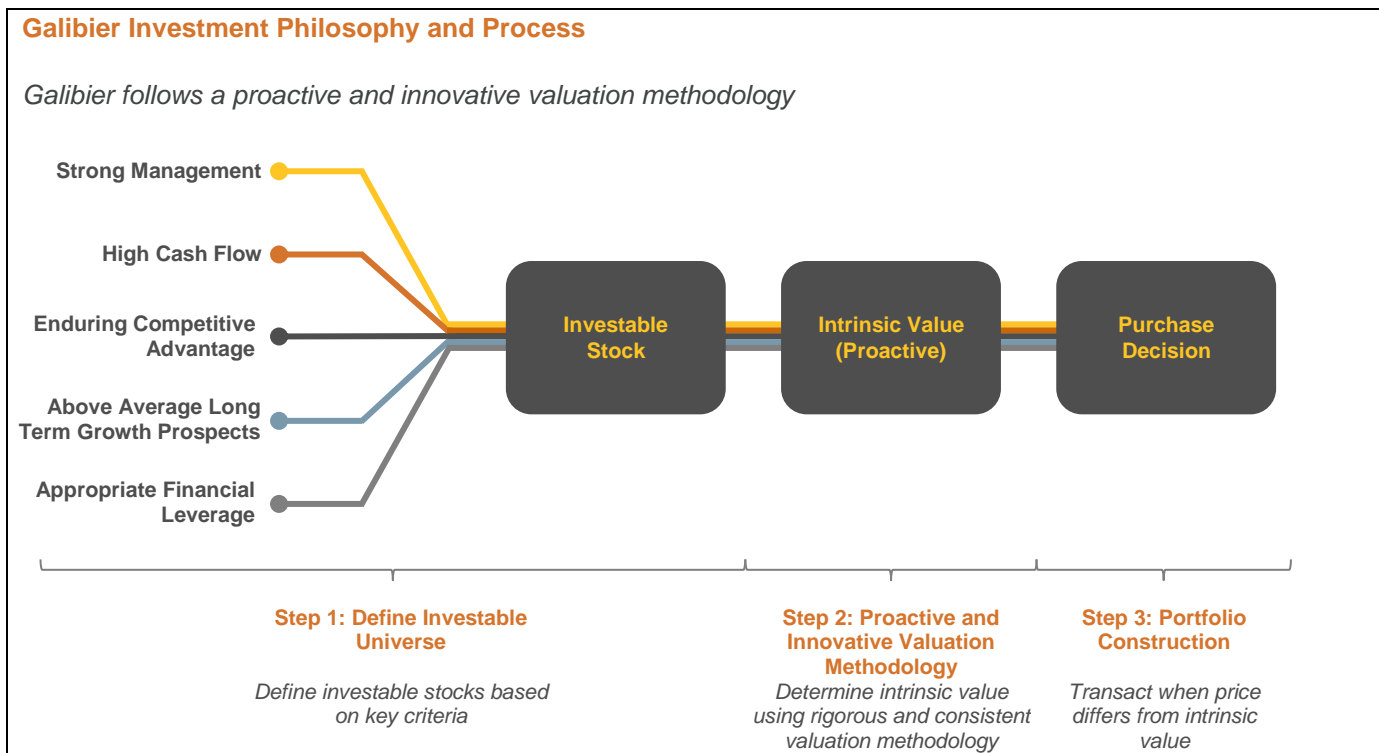 Galibier Investment Philosophy and Process
Galibier follows a proactive and innovative valuation methodology
Strong Management
High Cash Flow
Enduring Competitive
Advantage
Above Average Long
Term Growth Prospects
Appropriate Financial
Leverage
Investable
Stock
Intrinsic Value
(Proactive)
Purchase
Decision
Step 1: Define Investable
Universe
Define investable stocks based
on key criteria
Step 2: Proactive and
Innovative Valuation
Methodology
Determine intrinsic value
using rigorous and consistent
valuation methodology
Step 3: Portfolio
Construction
Transact when price
differs from intrinsic
value